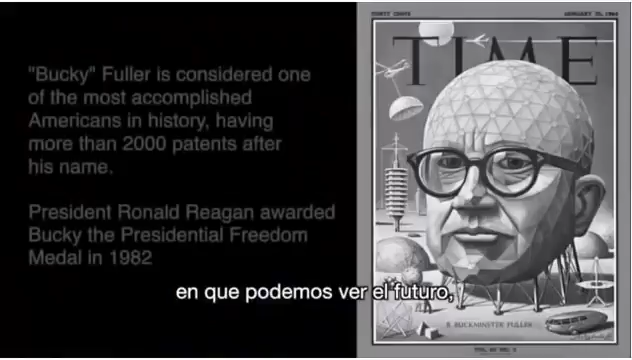 "Bucky" Fuller is considered one
of the most accomplished
Americans in history, having
more than 2000 patents after
his name.
President Ronald Reagan awarded
Bucky the Presidential Freedom
Medal in 1982
TIME
R. BUCKMINSTER FULLER
en que podemos ver el futuro,